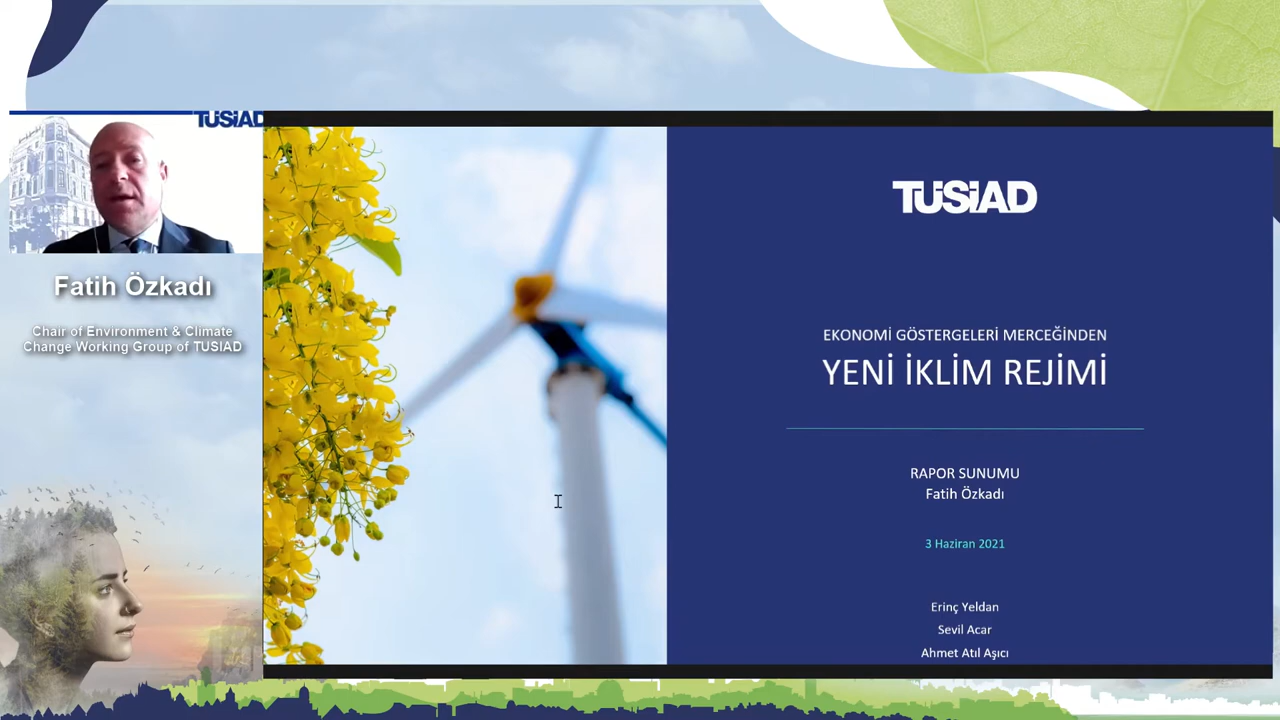 TÜSİAD
Fatih Özkadı
Chair of Environment & Climate
Change Working Group of TUSIAD
TÜSİAD
EKONOMİ GÖSTERGELERİ MERCEĞİNDEN
YENİ İKLİM REJİMİ
RAPOR SUNUMU
Fatih Özkadı
3 Haziran 2021
Erinç Yeldan
Sevil Acar
Ahmet Atıl Aşıcı